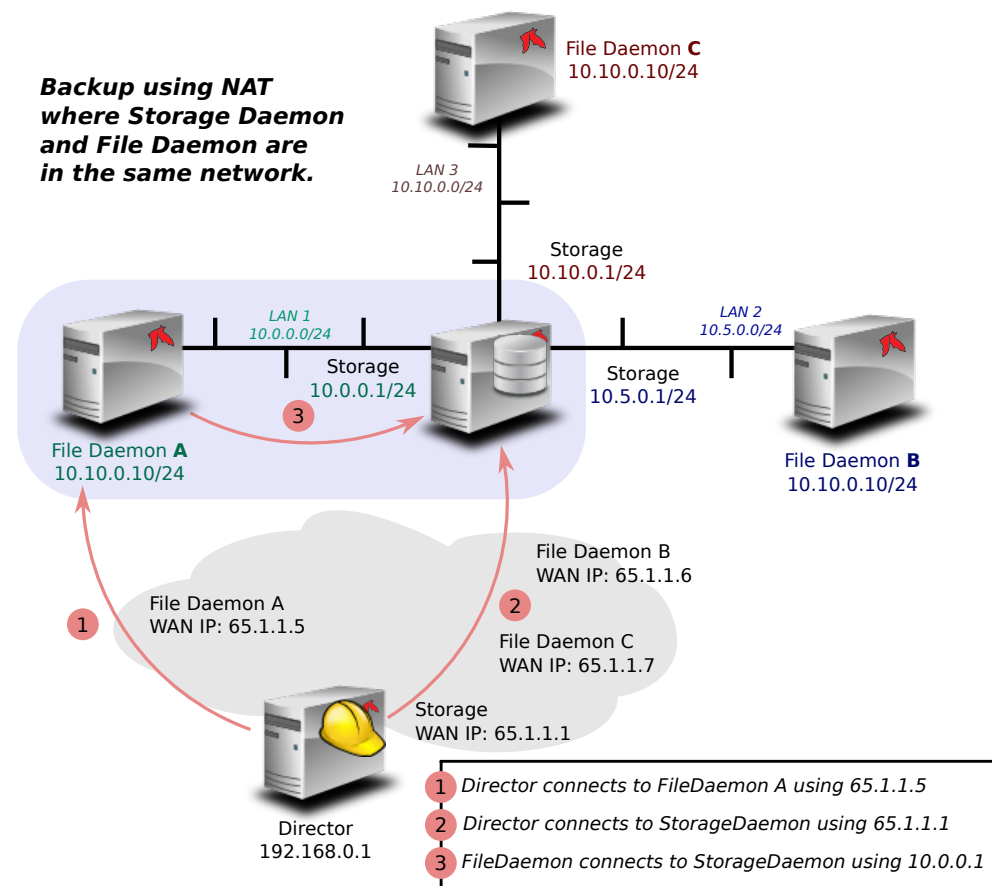 Backup using NAT
where Storage Daemon
and File Daemon are
in the same network.
File Daemon C
10.10.0.10/24
LAN 3
10.10.0.0/24
Storage
10.10.0.1/24
LAN 1
10.0.0.0/24
Storage
10.0.0.1/24
LAN 2
10.5.0.0/24
Storage
10.5.0.1/24
3
File Daemon A
10.10.0.10/24
File Daemon B
10.10.0.10/24
File Daemon B
WAN IP: 65.1.1.6
1
File Daemon A
WAN IP: 65.1.1.5
2
File Daemon C
WAN IP: 65.1.1.7
Storage
WAN IP: 65.1.1.1
Director
192.168.0.1
1 Director connects to FileDaemon A using 65.1.1.5
2 Director connects to StorageDaemon using 65.1.1.1
3 FileDaemon connects to StorageDaemon using 10.0.0.1